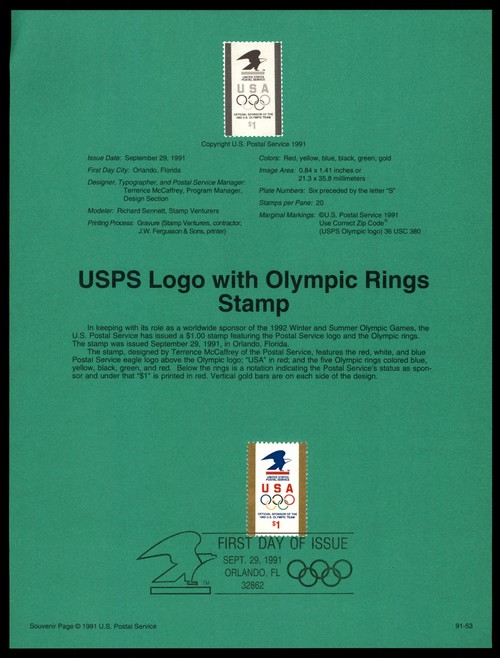 UNITED STATES
POSTAL SERVICE
USA
OFFICIAL SPONSOR OF THE
1992 U.S. OLYMPIC TEAM
$1
Copyright U.S. Postal Service 1991
Issue Date: September 29, 1991
First Day City: Orlando, Florida
Designer, Typographer, and Postal Service Manager:
Terrence McCaffrey, Program Manager,
Design Section
Modeler: Richard Sennett, Stamp Venturers
Printing Process: Gravure (Stamp Venturers, contractor,
J.W. Fergusson & Sons, printer)
Colors: Red, yellow, blue, black, green, gold
Image Area: 0.84 x 1.41 inches or
21.3 x 35.8 millimeters
Plate Numbers: Six preceded by the letter "S"
Stamps per Pane: 20
Marginal Markings: ©U.S. Postal Service 1991
Use Correct Zip Code®
(USPS Olympic logo) 36 USC 380
USPS Logo with Olympic Rings
Stamp
In keeping with its role as a worldwide sponsor of the 1992 Winter and Summer Olympic Games, the
U.S. Postal Service has issued a $1.00 stamp featuring the Postal Service logo and the Olympic rings.
The stamp was issued September 29, 1991, in Orlando, Florida.
The stamp, designed by Terrence McCaffrey of the Postal Service, features the red, white, and blue
Postal Service eagle logo above the Olympic logo; "USA" in red; and the five Olympic rings colored blue,
yellow, black, green, and red. Below the rings is a notation indicating the Postal Service's status as spon-
sor and under that "$1" is printed in red. Vertical gold bars are on each side of the design.
UNITED STATES
POSTAL SERVICE
USA
OFFICIAL SPONSOR OF THE
1992 U.S. OLYMPIC TEAM
$1
FIRST DAY OF ISSUE
SEPT. 29, 1991
ORLANDO, FL
32862
TM
Souvenir Page © 1991 U.S. Postal Service
91-53